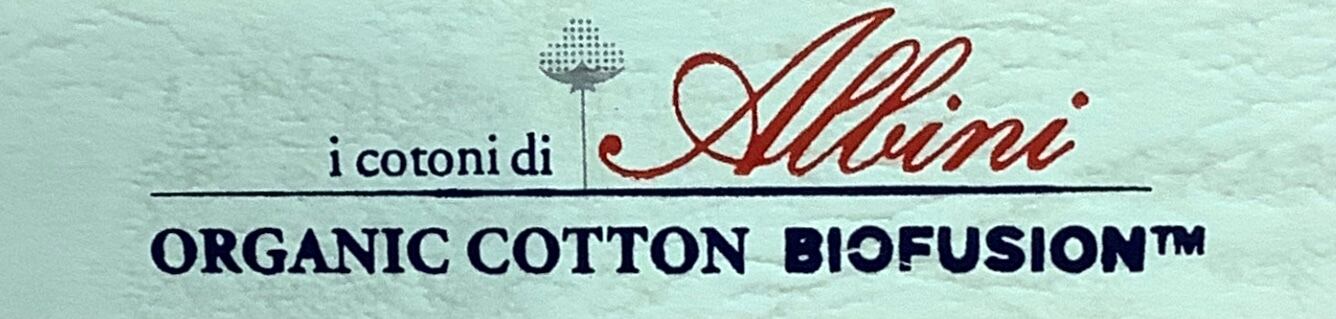 i cotoni di Albini
ORGANIC COTTON BIOFUSION™